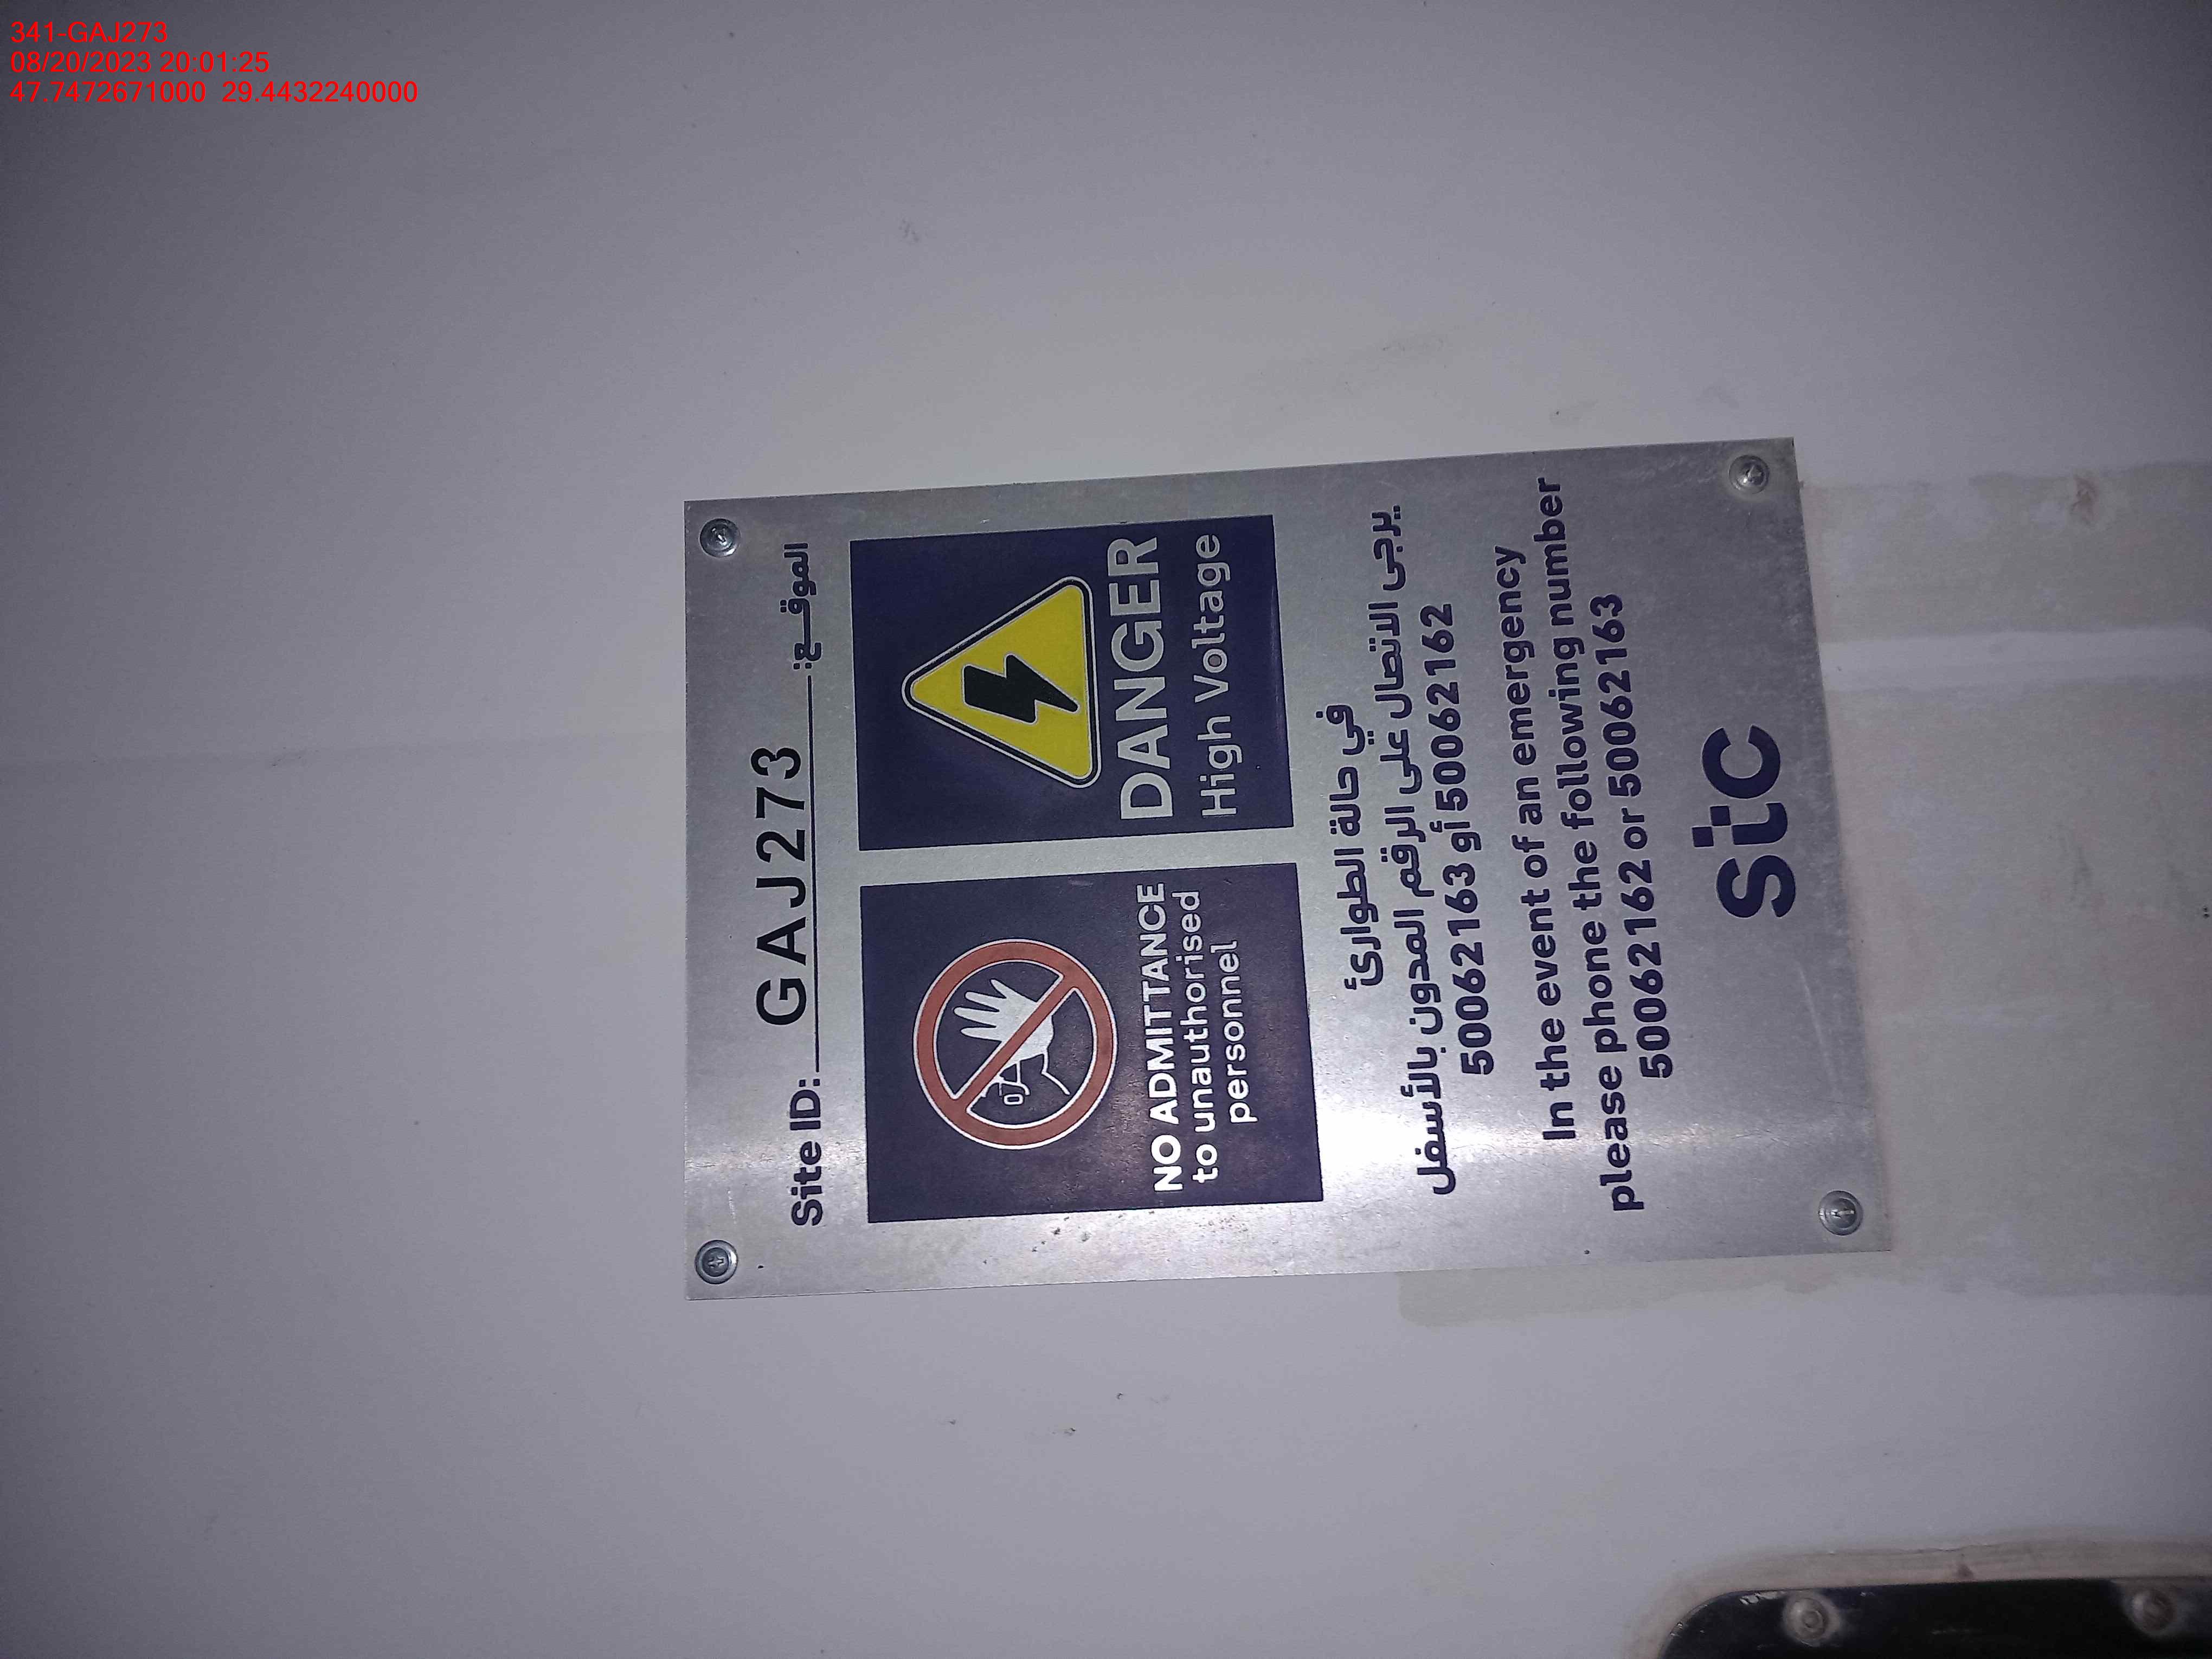 341-GAJ273
08/20/2023 20:01:25
47.7472671000 29.4432240000
Site ID: GAJ273 الموقــع:
NO ADMITTANCE
to unauthorised
personnel
DANGER
High Voltage
في حالة الطوارئ
يرجى الاتصال على الرقم المدون بالأسفل
50062163 أو 50062162
In the event of an emergency
please phone the following number
50062162 or 50062163
stc